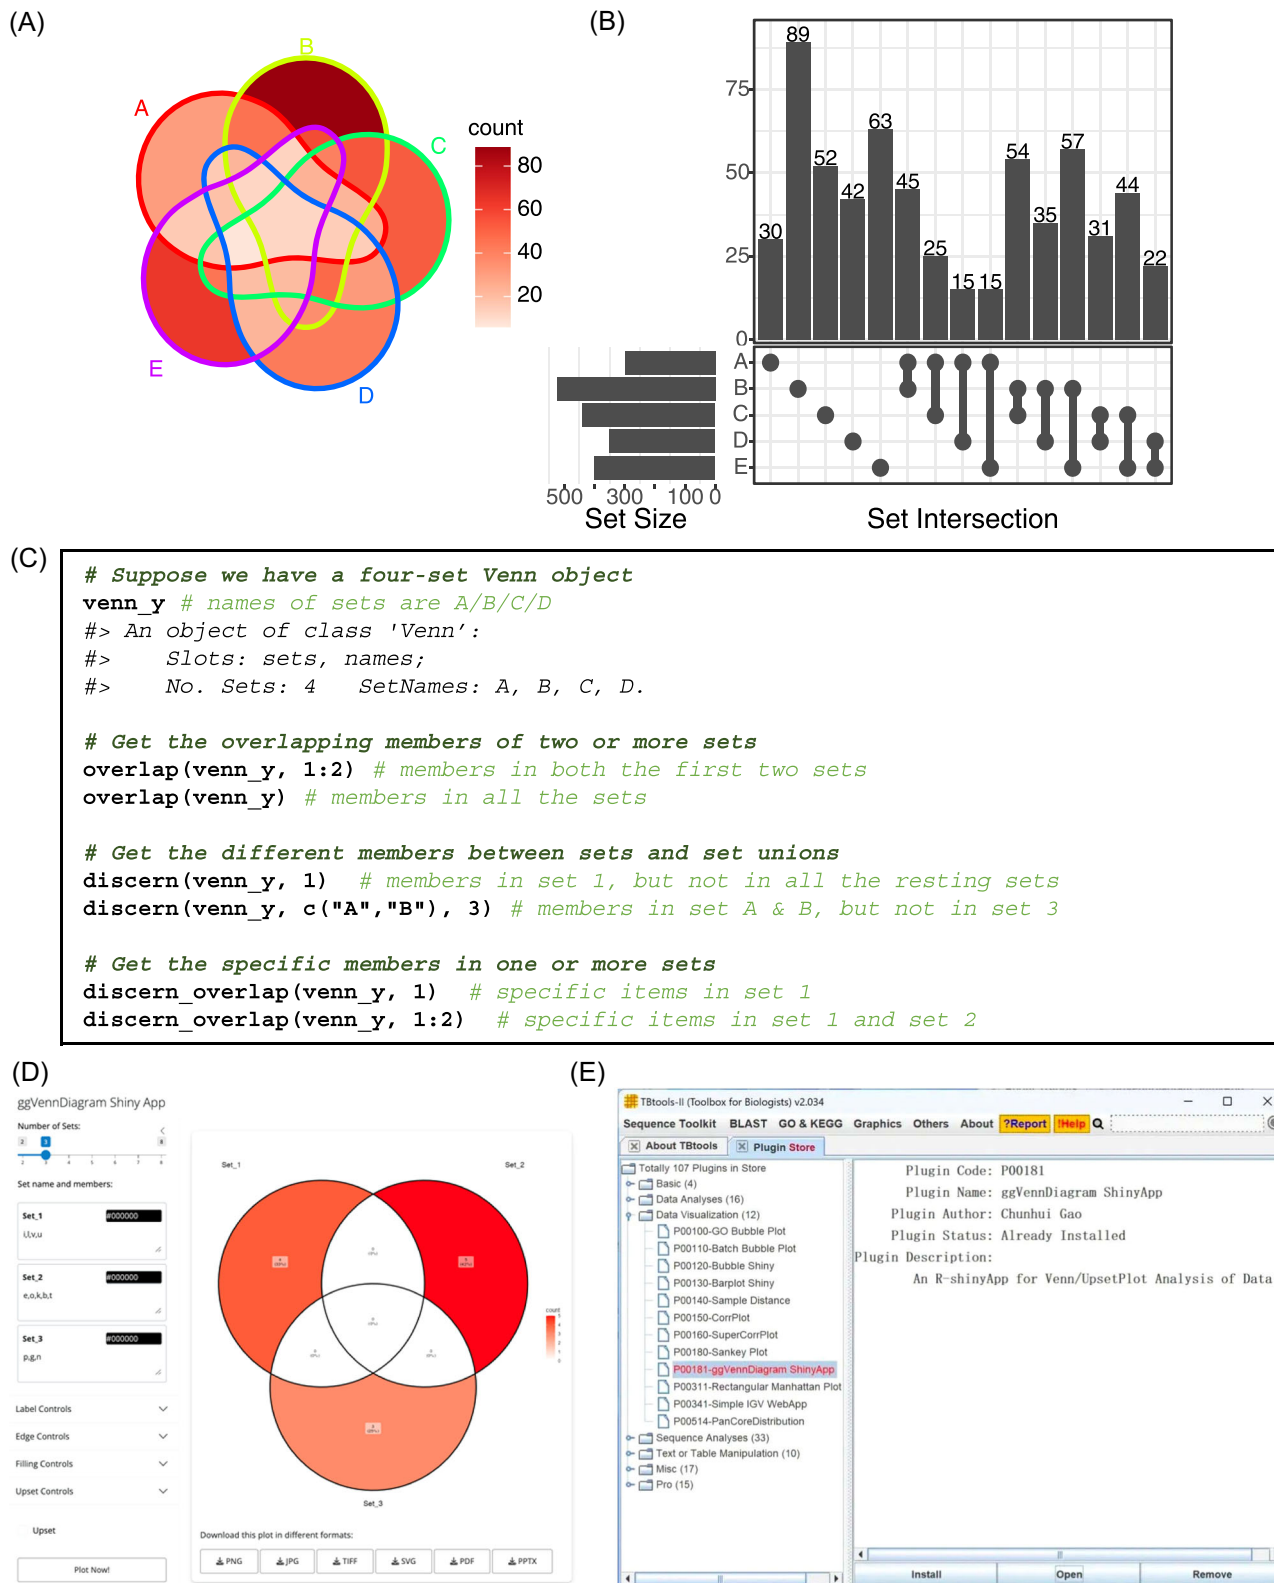 (A)
B
A
C
E
D
count
80
60
40
20
(B)
89
75
63
57
54
52
50
45
44
42
35
31
30
25
25
22
15
15
0
A
B
C
D
E
500 300 100 0
Set Size
Set Intersection
(C)
# Suppose we have a four-set Venn object
venn_y # names of sets are A/B/C/D
#> An object of class 'Venn’:
#> Slots: sets, names;
#> No. Sets: 4 SetNames: A, B, C, D.
# Get the overlapping members of two or more sets
overlap(venn_y, 1:2) # members in both the first two sets
overlap(venn_y) # members in all the sets
# Get the different members between sets and set unions
discern(venn_y, 1) # members in set 1, but not in all the resting sets
discern(venn_y, c("A","B"), 3) # members in set A & B, but not in set 3
# Get the specific members in one or more sets
discern_overlap(venn_y, 1) # specific items in set 1
discern_overlap(venn_y, 1:2) # specific items in set 1 and set 2
(D)
ggVennDiagram Shiny App
Number of Sets:
2 3 8
2 3 4 5 6 7 8
Set name and members:
Set_1 #000000
i,l,v,u
Set_2 #000000
e,o,k,b,t
Set_3 #000000
p,g,n
Label Controls
Edge Controls
Filling Controls
Upset Controls
Upset
Plot Now!
Set_1
Set_2
Set_3
count
Download this plot in different formats:
PNG
JPG
TIFF
SVG
PDF
PPTX
(E)
TBtools-II (Toolbox for Biologists) v2.034
Sequence Toolkit BLAST GO & KEGG Graphics Others About ?Report !Help
About TBtools Plugin Store
Totally 107 Plugins in Store
Basic (4)
Data Analyses (16)
Data Visualization (12)
P00100-GO Bubble Plot
P00110-Batch Bubble Plot
P00120-Bubble Shiny
P00130-Barplot Shiny
P00140-Sample Distance
P00150-CorrPlot
P00160-SuperCorrPlot
P00180-Sankey Plot
P00181-ggVennDiagram ShinyApp
P00311-Rectangular Manhattan Plot
P00341-Simple IGV WebApp
P00514-PanCoreDistribution
Sequence Analyses (33)
Text or Table Manipulation (10)
Misc (17)
Pro (15)
Plugin Code: P00181
Plugin Name: ggVennDiagram ShinyApp
Plugin Author: Chunhui Gao
Plugin Status: Already Installed
Plugin Description:
An R-shinyApp for Venn/UpsetPlot Analysis of Data
Install
Open
Remove